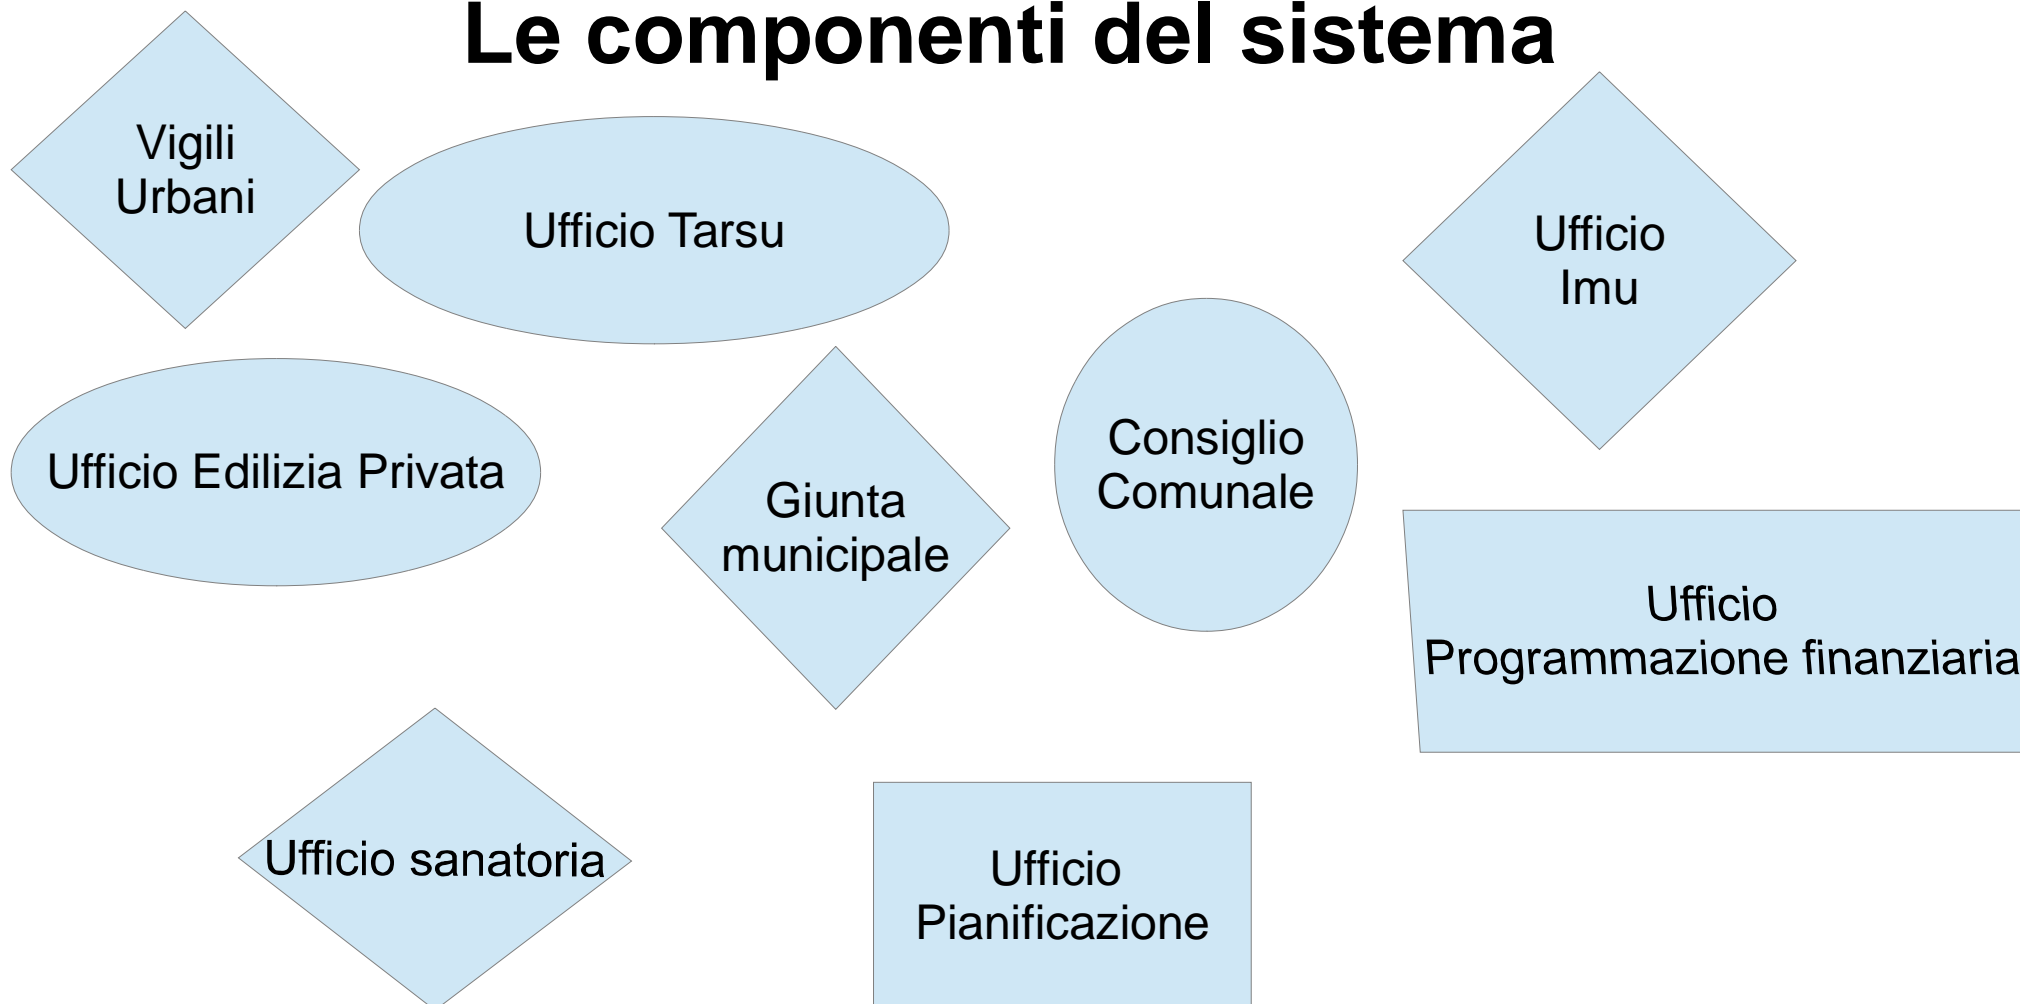 Le componenti del sistema
Vigili
Urbani
Ufficio Tarsu
Ufficio
Imu
Ufficio Edilizia Privata
Giunta
municipale
Consiglio
Comunale
Ufficio
Programmazione finanziaria
Ufficio sanatoria
Ufficio
Pianificazione